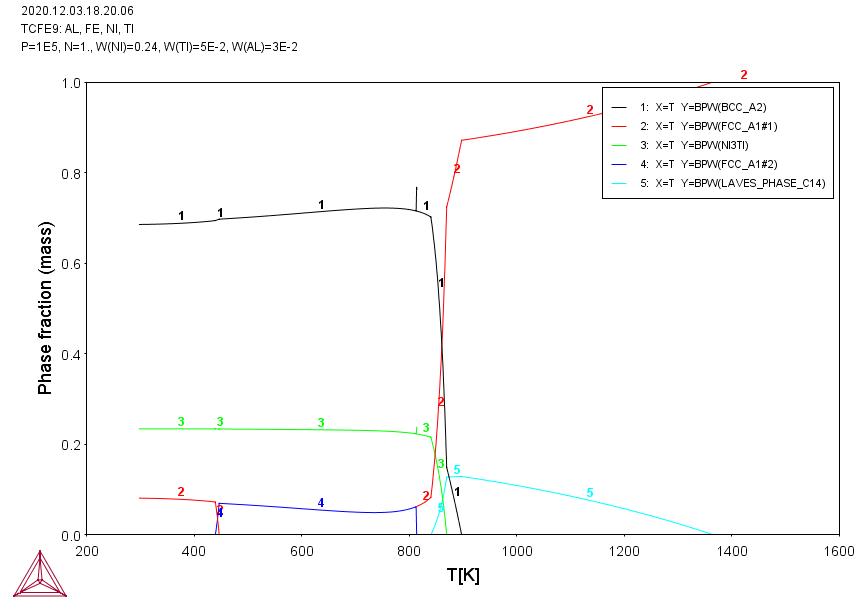 2020.12.03.18.20.06
TCFE9: AL, FE, NI, TI
P=1E5, N=1., W(NI)=0.24, W(TI)=5E-2, W(AL)=3E-2
2
1.0
1: X=T Y=BPW(BCC_A2)
2: X=T Y=BPW(FCC_A1#1)
3: X=T Y=BPW(NI3TI)
4: X=T Y=BPW(FCC_A1#2)
5: X=T Y=BPW(LAVES_PHASE_C14)
2
0.8
2
1 1 1 1
0.6
1
Phase fraction (mass)
0.4
2
3 3 3 3
0.2
3
5
2 4 2 1 5
5
2
4
0.0
200 400 600 800 1000 1200 1400 1600
T[K]